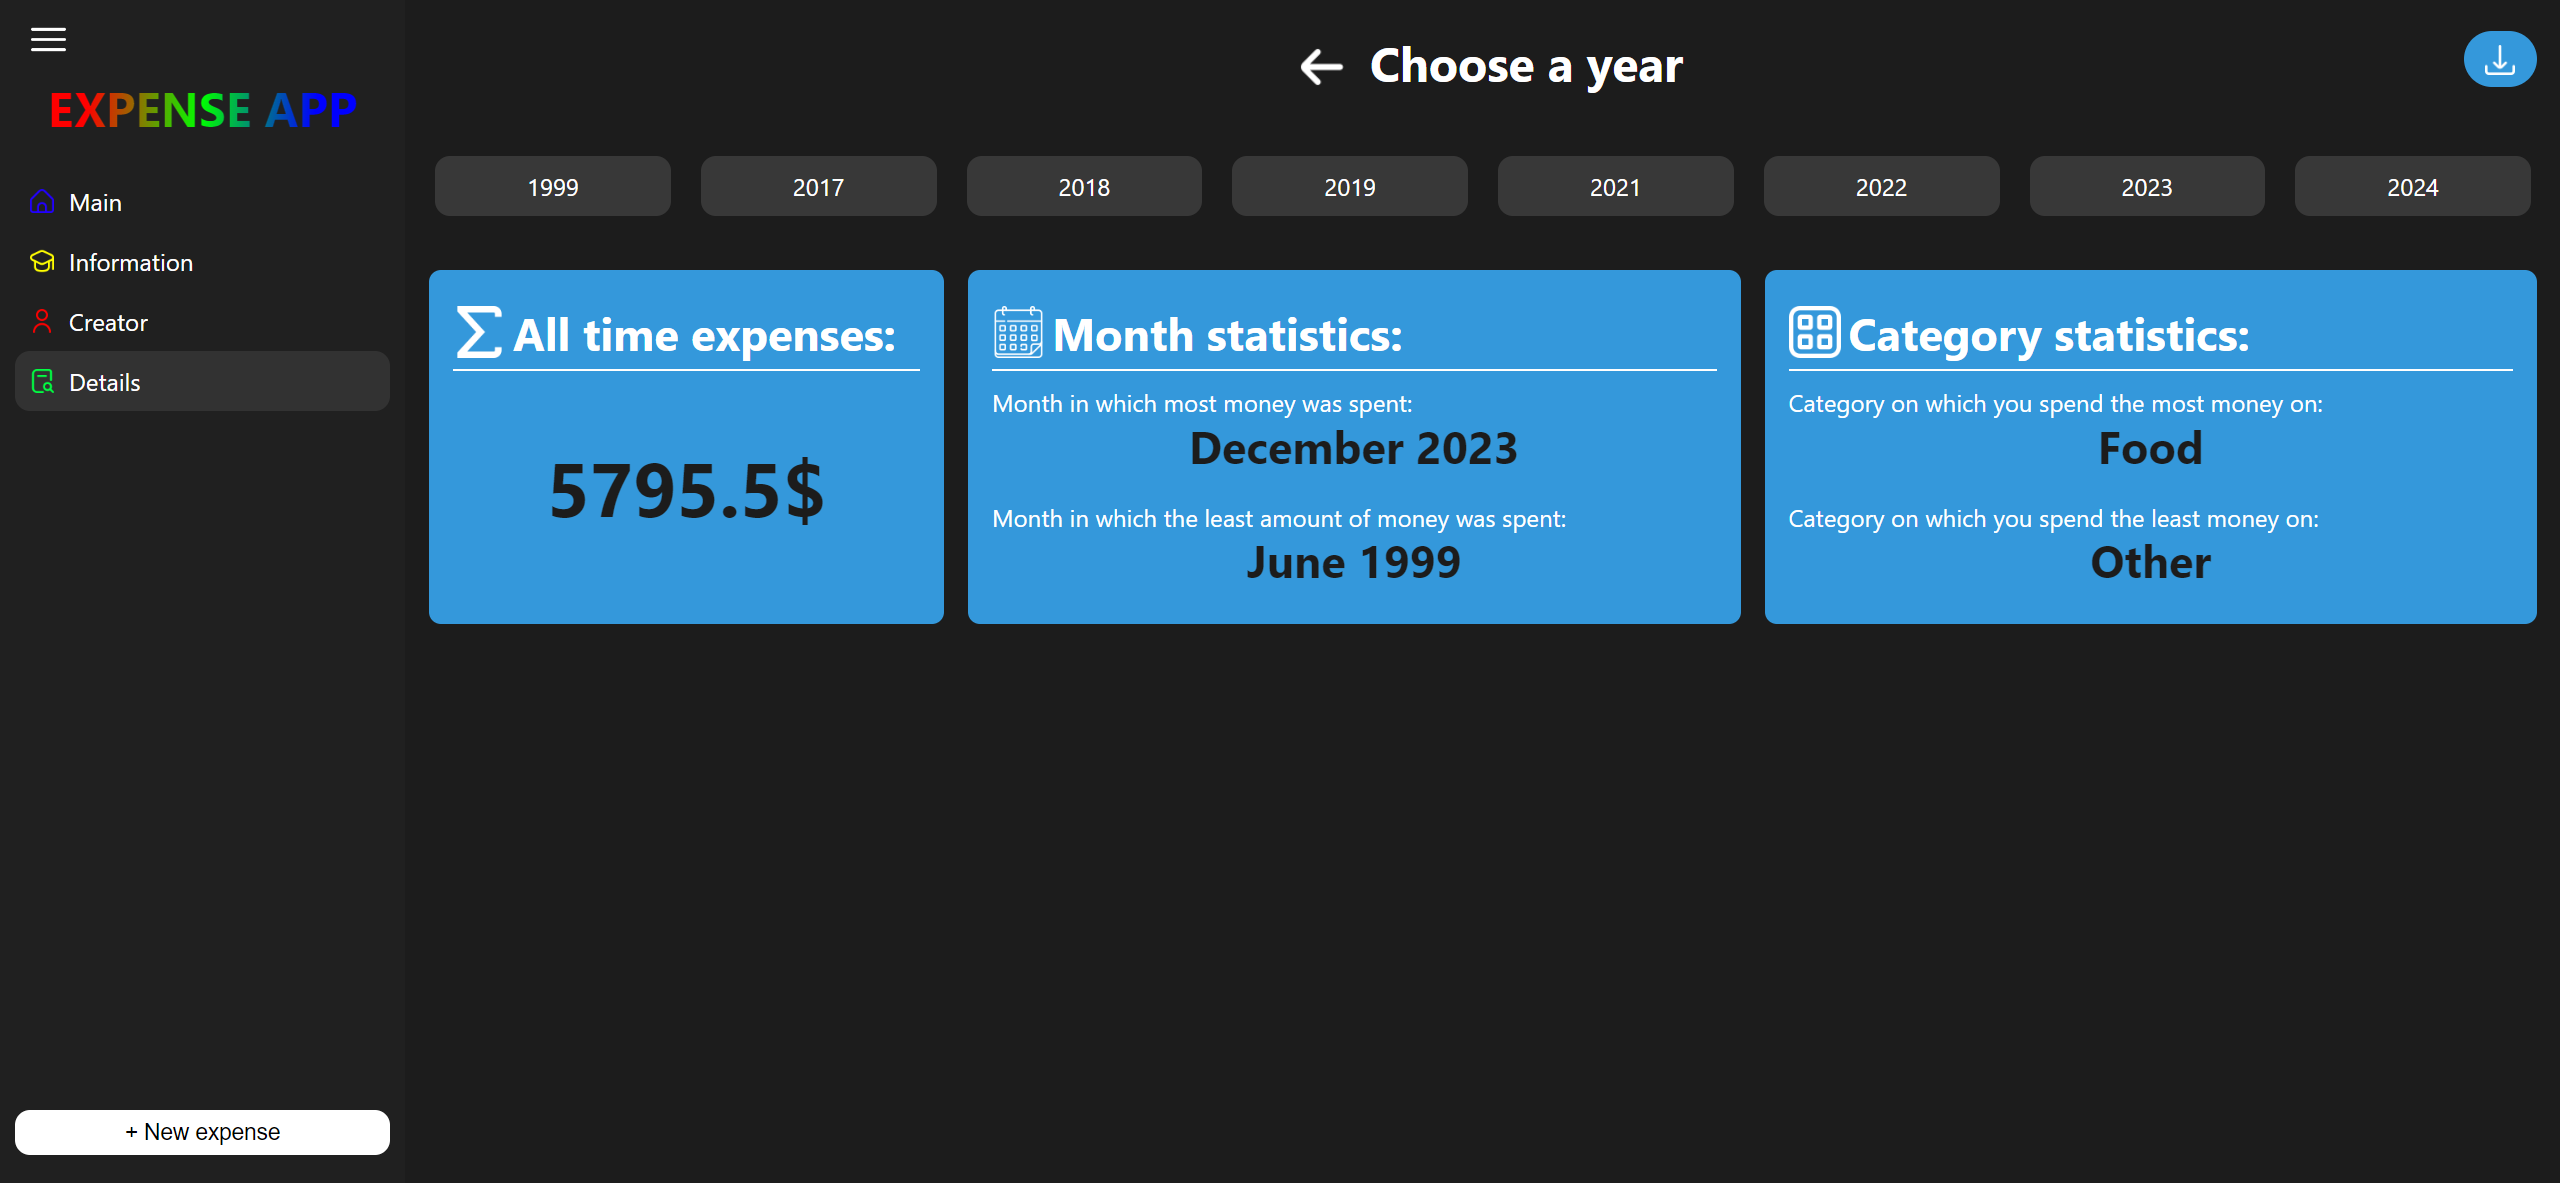 EXPENSE APP
Main
Information
Creator
Details
+ New expense
Choose a year
1999 2017 2018 2019 2021 2022 2023 2024
All time expenses:
5795.5$
Month statistics:
Month in which most money was spent:
December 2023
Month in which the least amount of money was spent:
June 1999
Category statistics:
Category on which you spend the most money on:
Food
Category on which you spend the least money on:
Other